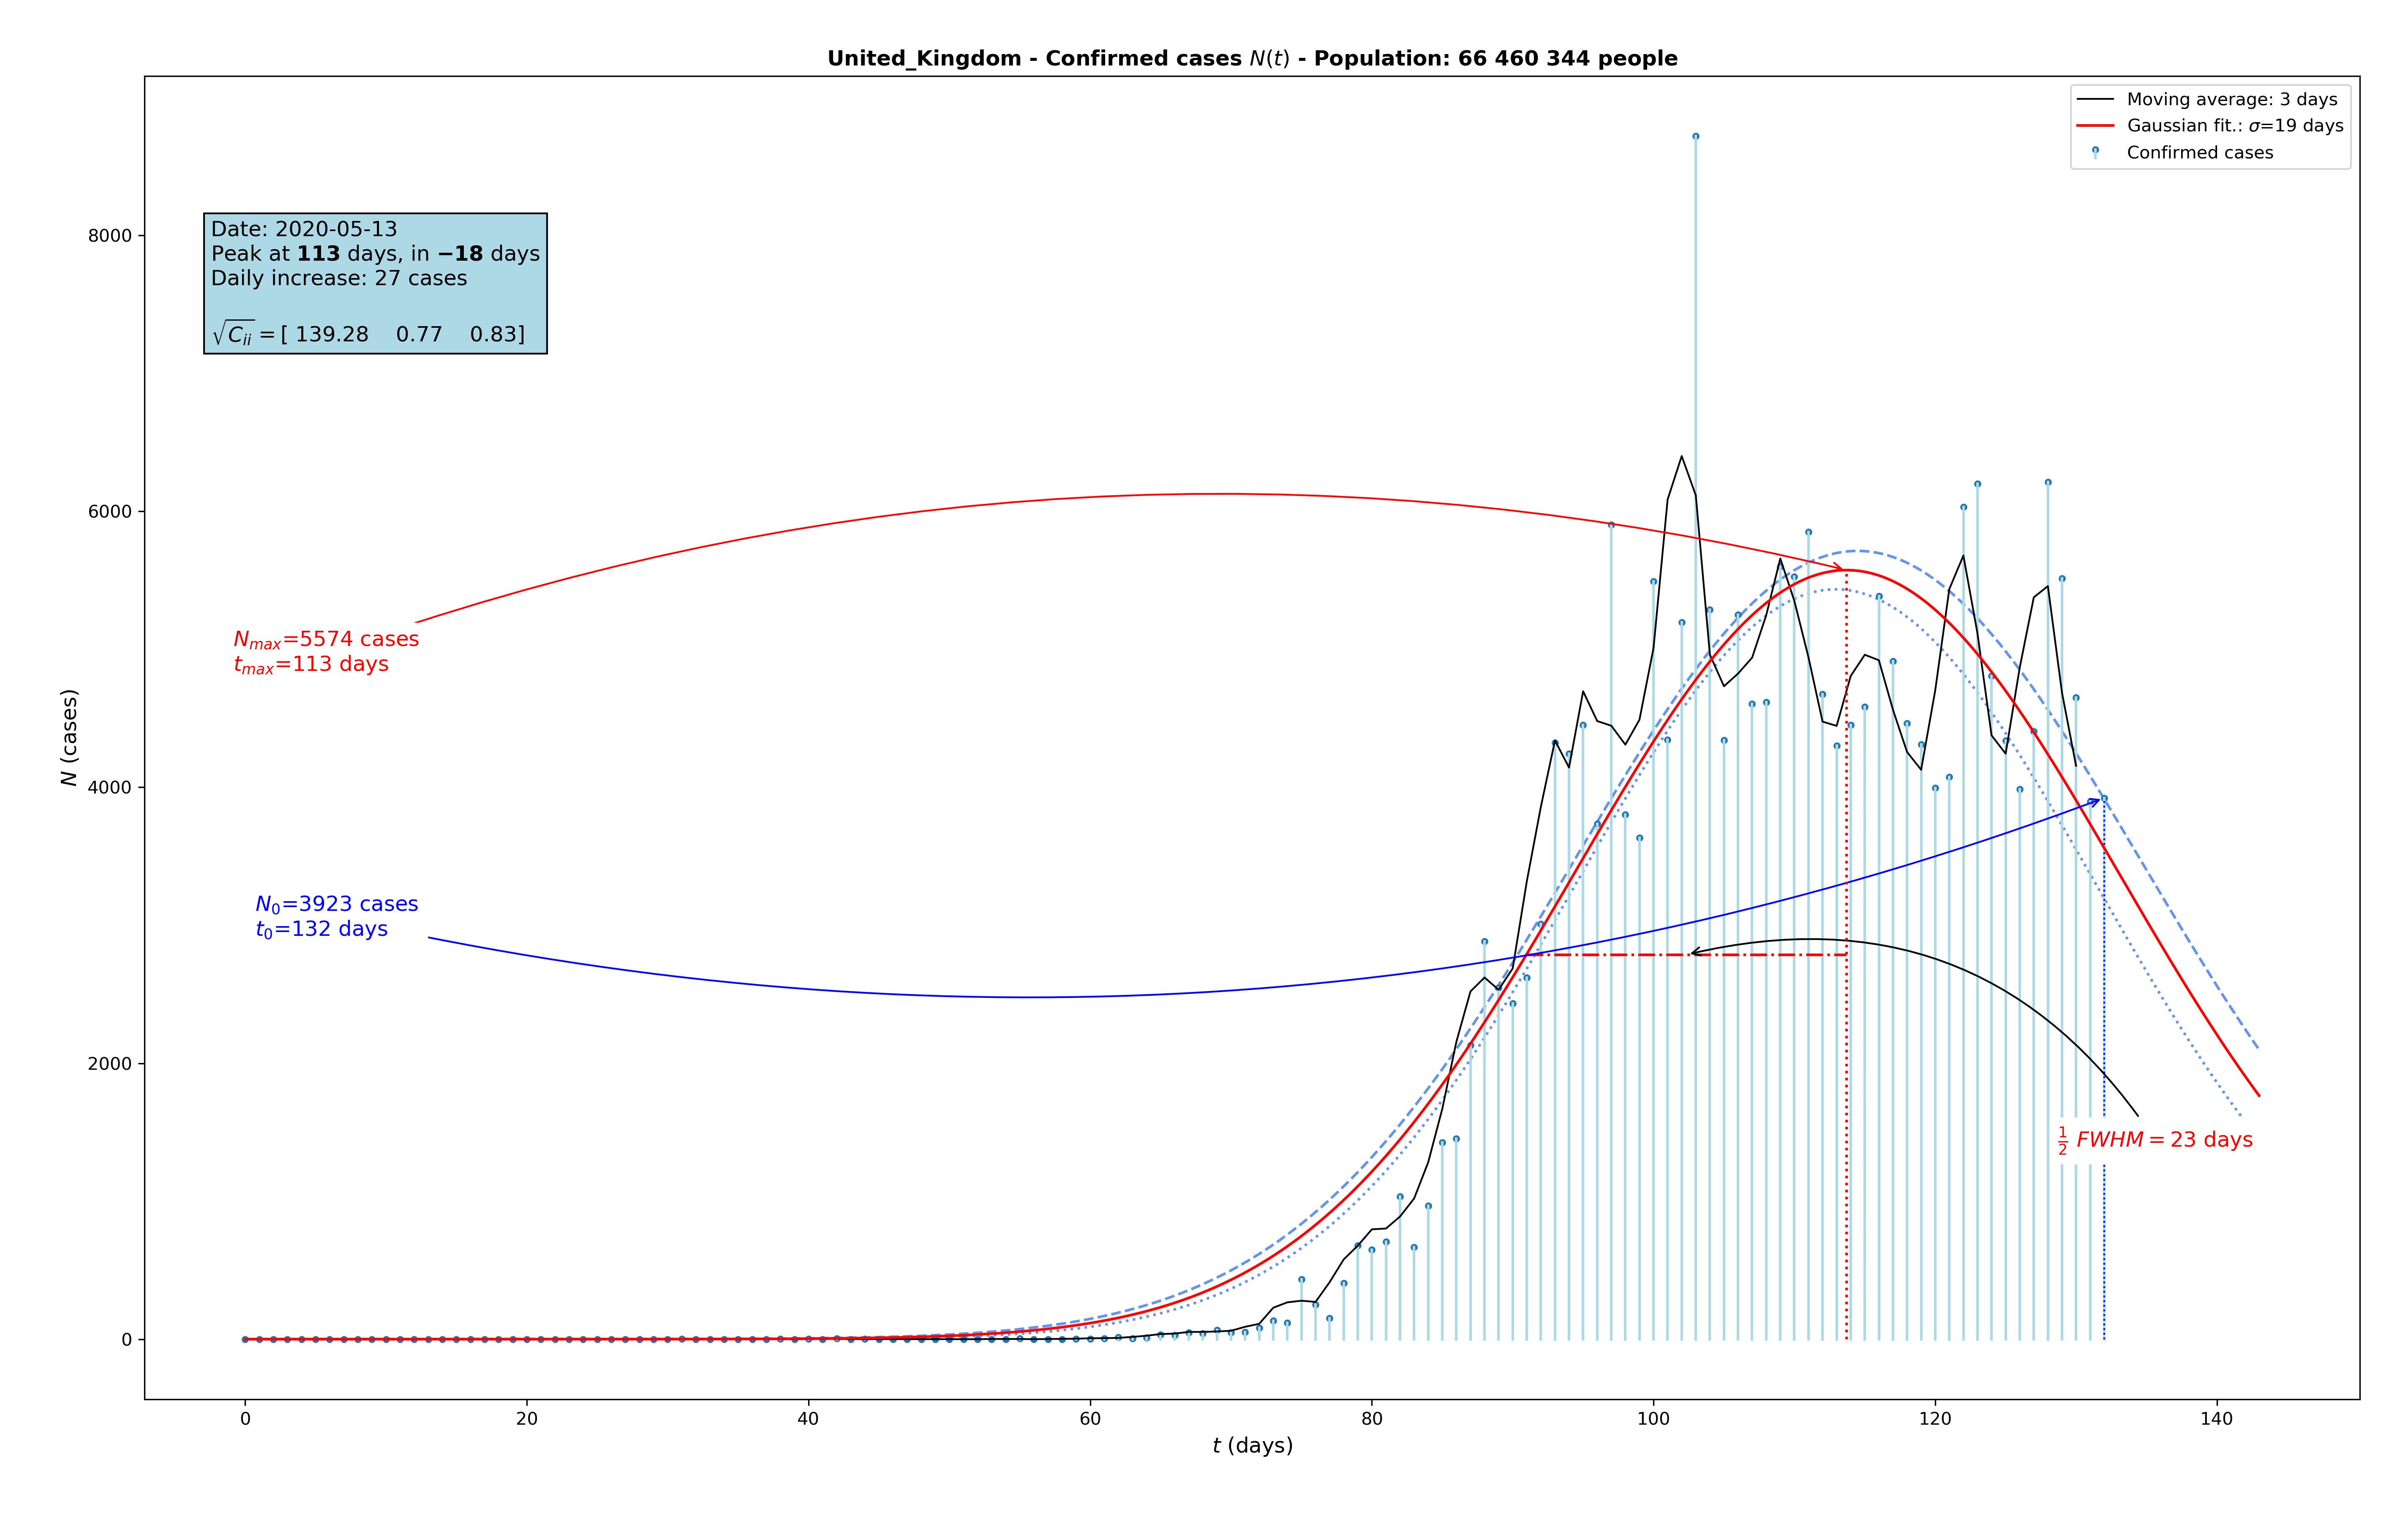 United_Kingdom - Confirmed cases N(t) - Population: 66 460 344 people
Moving average: 3 days
Gaussian fit.: σ=19 days
Confirmed cases
Date: 2020-05-13
Peak at 113 days, in −18 days
Daily increase: 27 cases
√C_ii = [ 139.28 0.77 0.83]
N_max=5574 cases
t_max=113 days
N_0=3923 cases
t_0=132 days
½ FWHM = 23 days
N (cases)
8000
6000
4000
2000
0
0 20 40 60 80 100 120 140
t (days)